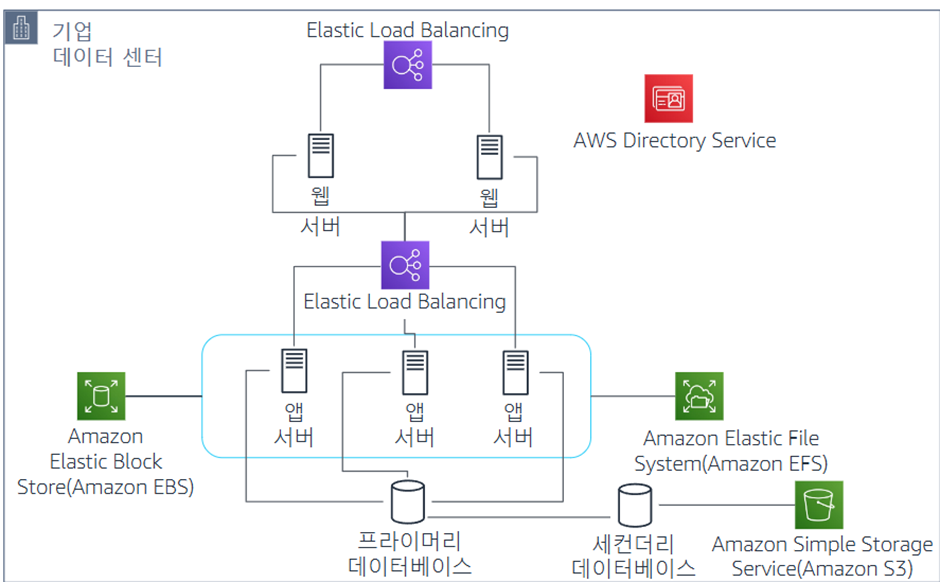 기업
데이터 센터
Elastic Load Balancing
AWS Directory Service
웹
서버
웹
서버
Elastic Load Balancing
앱
서버
앱
서버
앱
서버
Amazon
Elastic Block
Store(Amazon EBS)
Amazon Elastic File
System(Amazon EFS)
프라이머리
데이터베이스
세컨더리
데이터베이스
Amazon Simple Storage
Service(Amazon S3)